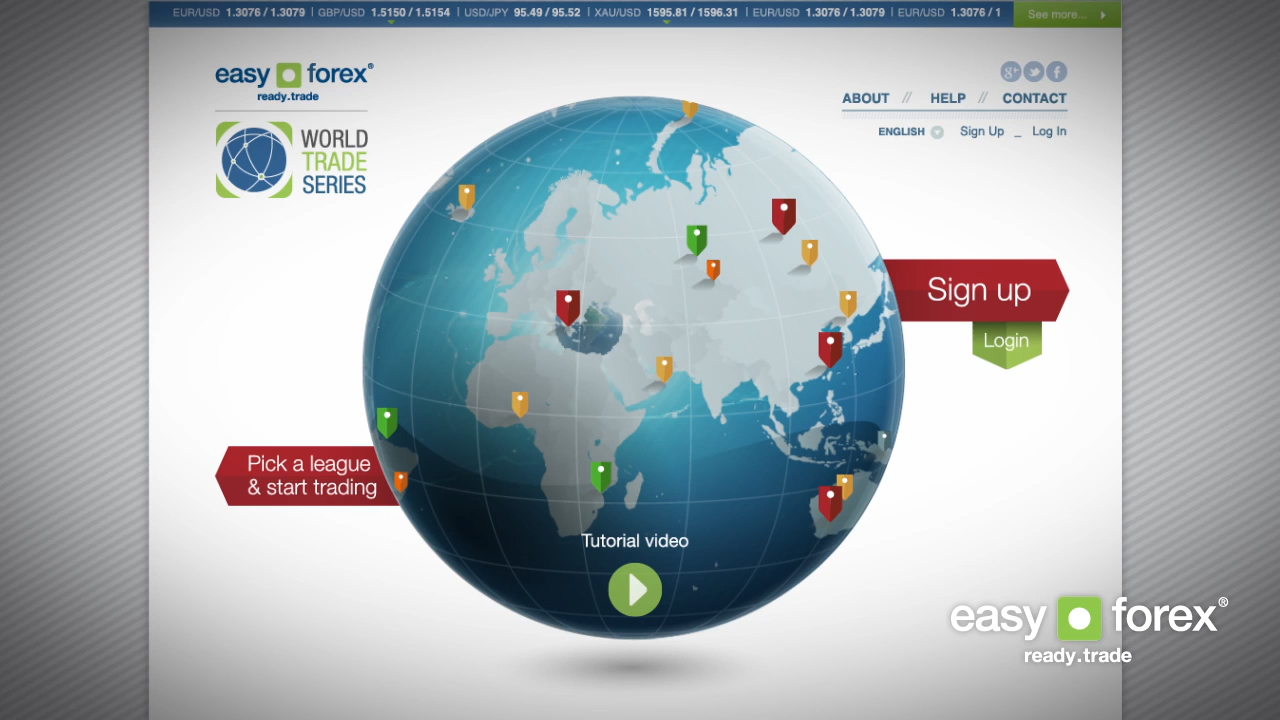 EUR/USD 1.3076 / 1.3079 | GBP/USD 1.5150 / 1.5154 | USD/JPY 95.49 / 95.52 | XAU/USD 1595.81 / 1596.31 | EUR/USD 1.3076 / 1.3079 | EUR/USD 1.3076 / 1
See more...
easy forex®
ready.trade
WORLD
TRADE
SERIES
g+ f
ABOUT // HELP // CONTACT
ENGLISH Sign Up _ Log In
Sign up
Login
Pick a league
& start trading
Tutorial video
easy forex®
ready.trade